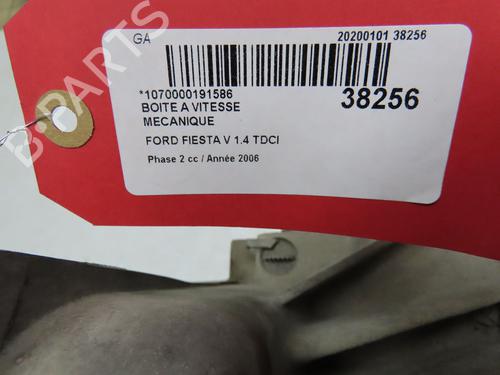 GA
20200101 38256
*1070000191586
38256
BOITE A VITESSE
MECANIQUE
FORD FIESTA V 1.4 TDCI
Phase 2 cc / Année 2006
B-PARTS